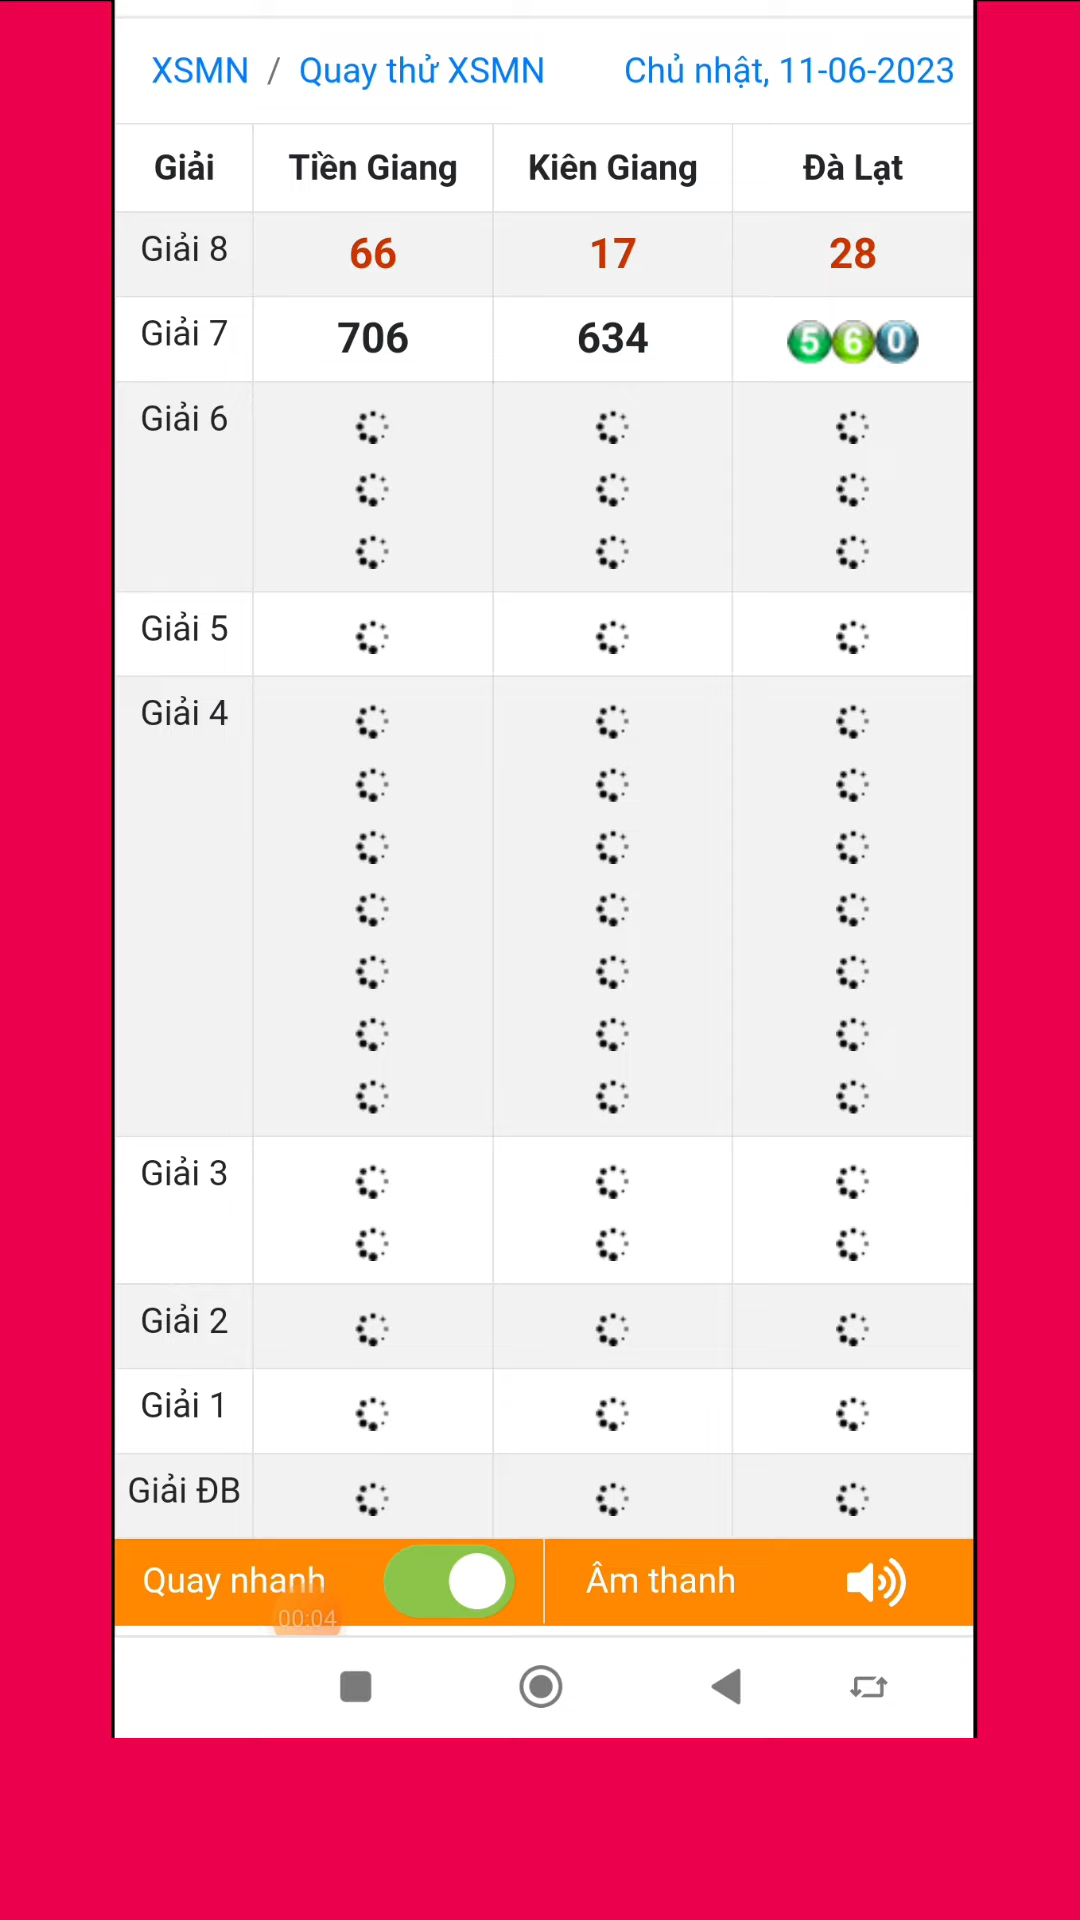 XSMN / Quay thử XSMN Chủ nhật, 11-06-2023
Giải Tiền Giang Kiên Giang Đà Lạt
Giải 8 66 17 28
Giải 7 706 634 560
Giải 6
Giải 5
Giải 4
Giải 3
Giải 2
Giải 1
Giải ĐB
Quay nhanh Âm thanh
00:04